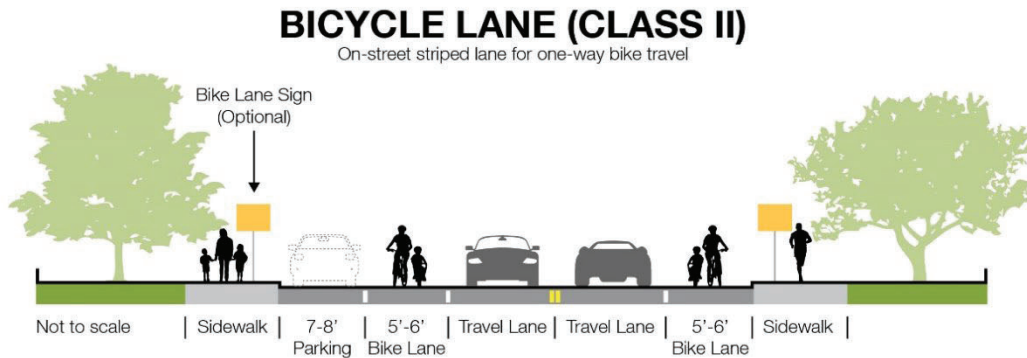 BICYCLE LANE (CLASS II)
On-street striped lane for one-way bike travel
Bike Lane Sign
(Optional)
Not to scale
Sidewalk
7-8'
Parking
5'-6'
Bike Lane
Travel Lane
Travel Lane
5'-6'
Bike Lane
Sidewalk